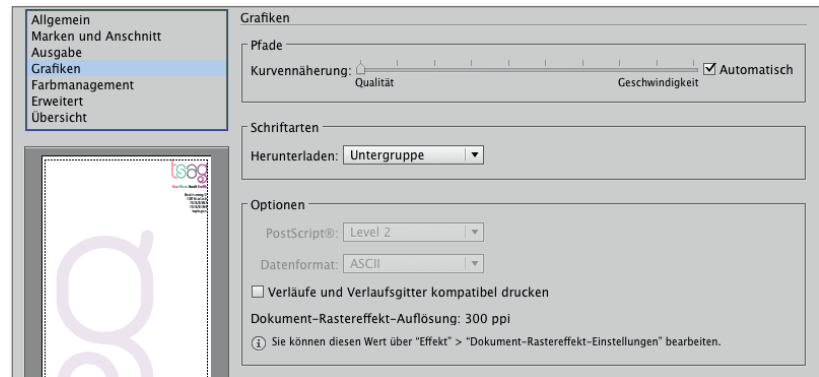 Allgemein
Marken und Anschnitt
Ausgabe
Grafiken
Farbmanagement
Erweitert
Übersicht
tsag
Grafiken
Pfade
Kurvennäherung:
Qualität
Geschwindigkeit
Automatisch
Schriftarten
Herunterladen: Untergruppe
Optionen
PostScript®: Level 2
Datenformat: ASCII
Verläufe und Verlaufsgitter kompatibel drucken
Dokument-Rastereffekt-Auflösung: 300 ppi
Sie können diesen Wert über “Effekt” > “Dokument-Rastereffekt-Einstellungen” bearbeiten.